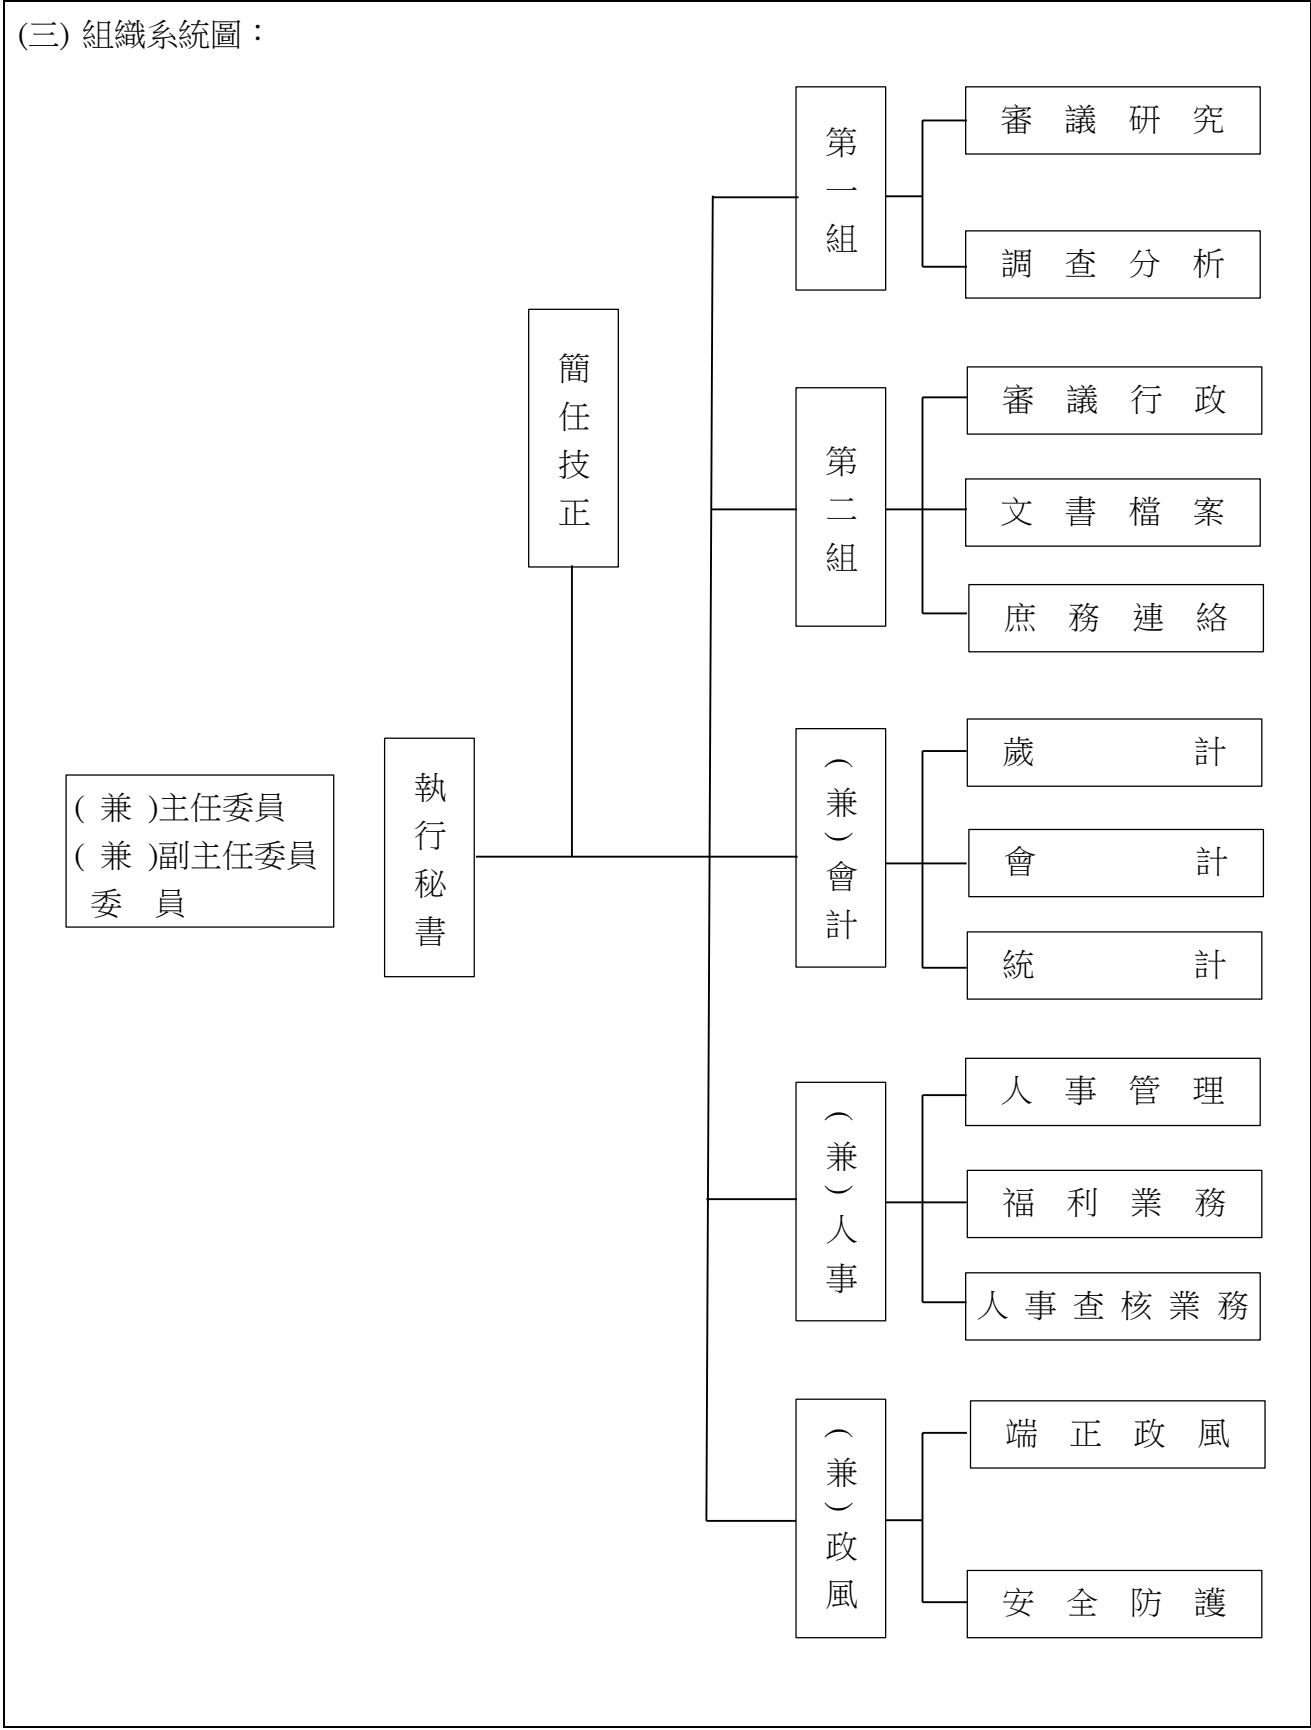 (三) 組織系統圖：
( 兼 )主任委員
( 兼 )副主任委員
委 員
執行秘書
簡任技正
第一組
審 議 研 究
調 查 分 析
第二組
審 議 行 政
文 書 檔 案
庶 務 連 絡
(兼)會計
歲 計
會 計
統 計
(兼)人事
人 事 管 理
福 利 業 務
人 事 查 核 業 務
(兼)政風
端 正 政 風
安 全 防 護